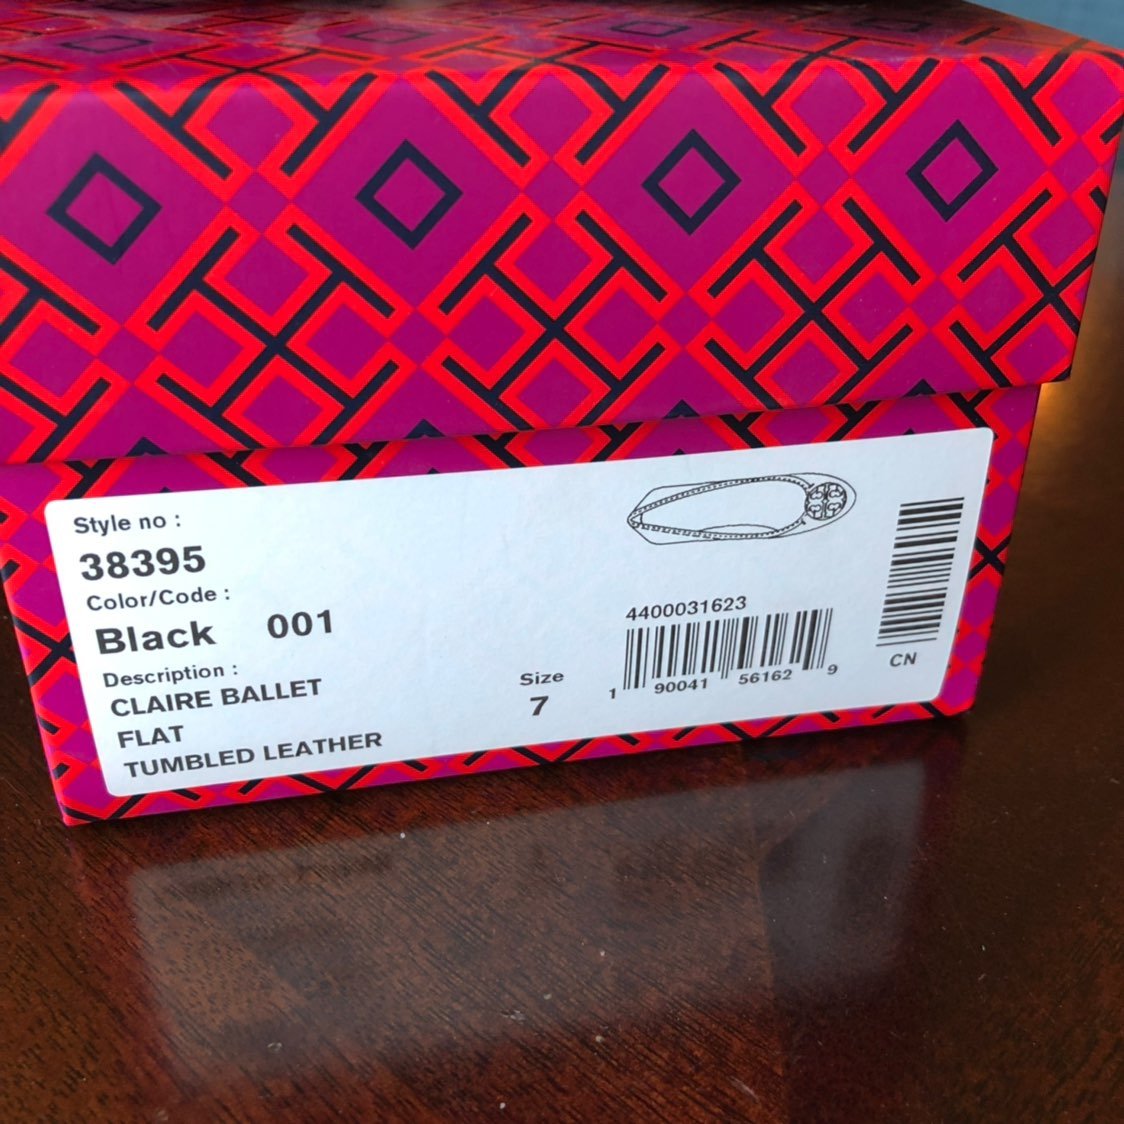 Style no :
38395
Color/Code :
Black 001
Description :
CLAIRE BALLET
FLAT
TUMBLED LEATHER
Size
7
4400031623
1 90041 56162 9
CN